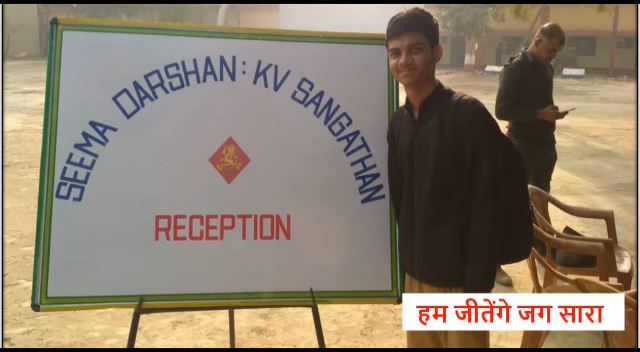 SEEMA DARSHAN: KV SANGATHAN
RECEPTION
हम जीतेंगे जग सारा